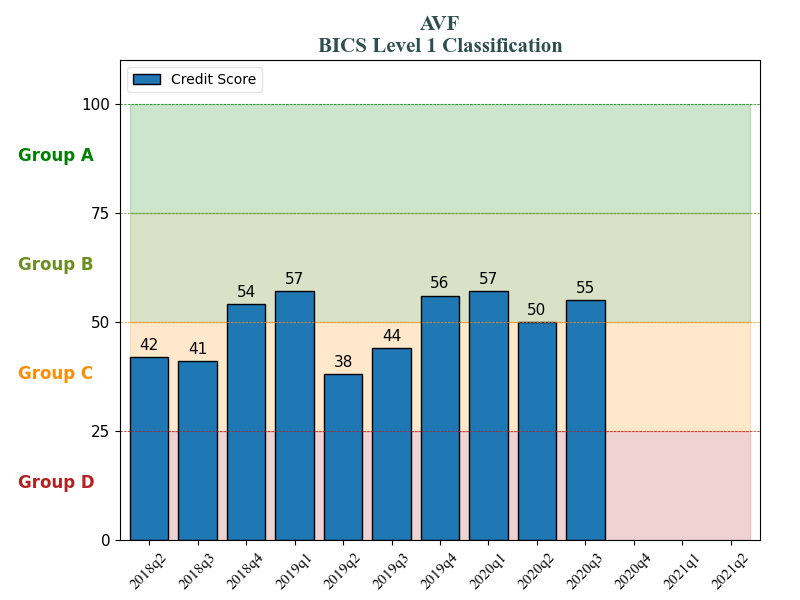 AVF
BICS Level 1 Classification
Credit Score
100
Group A
75
Group B
50
Group C
25
Group D
0
42
41
54
57
38
44
56
57
50
55
2018q2
2018q3
2018q4
2019q1
2019q2
2019q3
2019q4
2020q1
2020q2
2020q3
2020q4
2021q1
2021q2